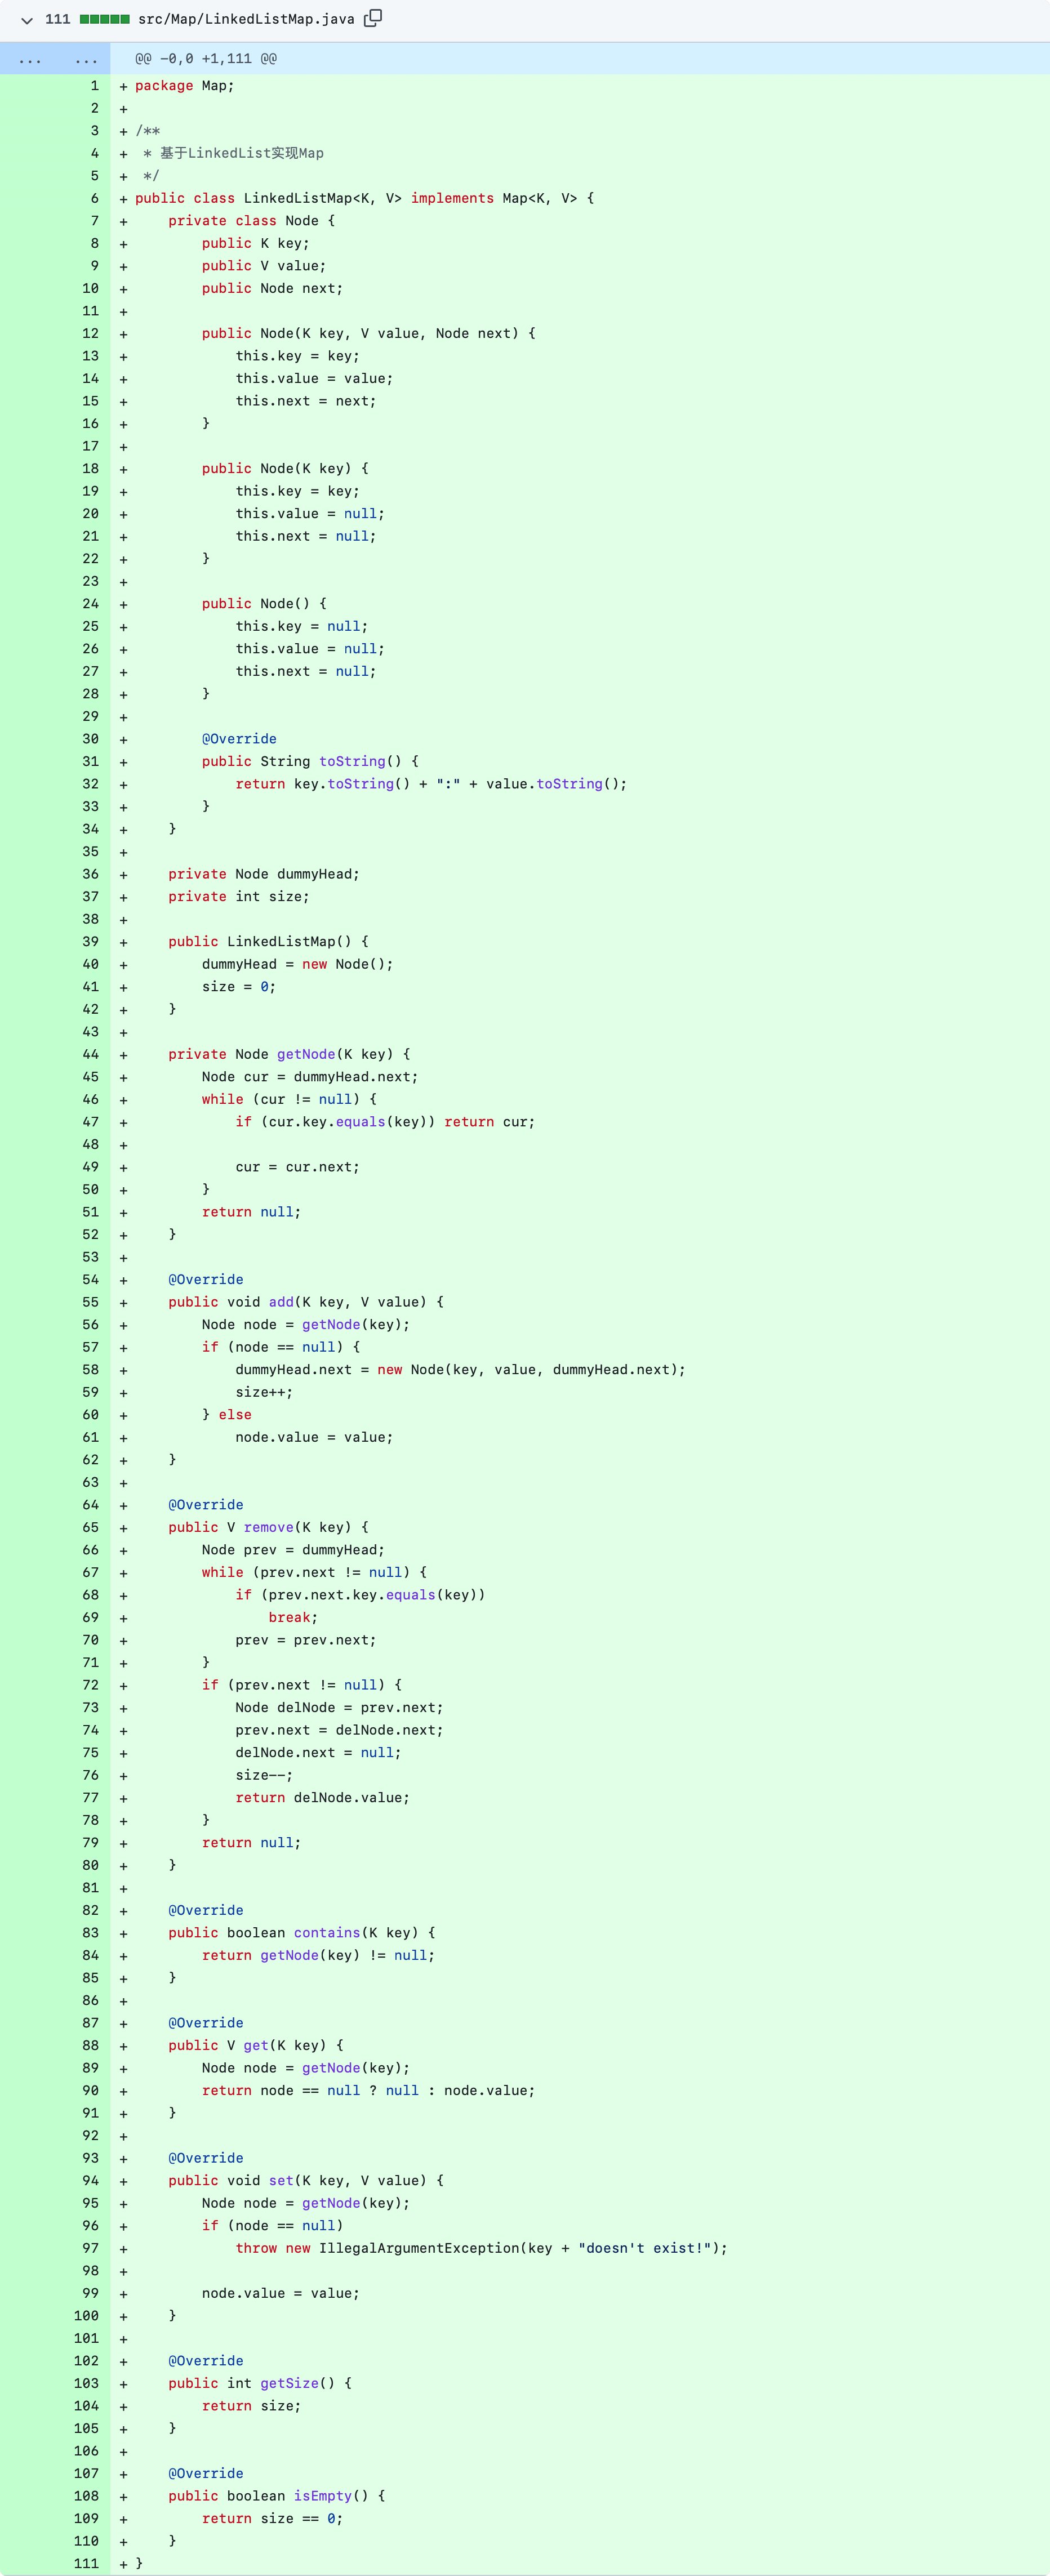 111 src/Map/LinkedListMap.java
... ... @@ -0,0 +1,111 @@
1 + package Map;
2 +
3 + /**
4 +  * 基于LinkedList实现Map
5 +  */
6 + public class LinkedListMap<K, V> implements Map<K, V> {
7 +     private class Node {
8 +         public K key;
9 +         public V value;
10 +         public Node next;
11 +
12 +         public Node(K key, V value, Node next) {
13 +             this.key = key;
14 +             this.value = value;
15 +             this.next = next;
16 +         }
17 +
18 +         public Node(K key) {
19 +             this.key = key;
20 +             this.value = null;
21 +             this.next = null;
22 +         }
23 +
24 +         public Node() {
25 +             this.key = null;
26 +             this.value = null;
27 +             this.next = null;
28 +         }
29 +
30 +         @Override
31 +         public String toString() {
32 +             return key.toString() + ":" + value.toString();
33 +         }
34 +     }
35 +
36 +     private Node dummyHead;
37 +     private int size;
38 +
39 +     public LinkedListMap() {
40 +         dummyHead = new Node();
41 +         size = 0;
42 +     }
43 +
44 +     private Node getNode(K key) {
45 +         Node cur = dummyHead.next;
46 +         while (cur != null) {
47 +             if (cur.key.equals(key)) return cur;
48 +
49 +             cur = cur.next;
50 +         }
51 +         return null;
52 +     }
53 +
54 +     @Override
55 +     public void add(K key, V value) {
56 +         Node node = getNode(key);
57 +         if (node == null) {
58 +             dummyHead.next = new Node(key, value, dummyHead.next);
59 +             size++;
60 +         } else
61 +             node.value = value;
62 +     }
63 +
64 +     @Override
65 +     public V remove(K key) {
66 +         Node prev = dummyHead;
67 +         while (prev.next != null) {
68 +             if (prev.next.key.equals(key))
69 +                 break;
70 +             prev = prev.next;
71 +         }
72 +         if (prev.next != null) {
73 +             Node delNode = prev.next;
74 +             prev.next = delNode.next;
75 +             delNode.next = null;
76 +             size--;
77 +             return delNode.value;
78 +         }
79 +         return null;
80 +     }
81 +
82 +     @Override
83 +     public boolean contains(K key) {
84 +         return getNode(key) != null;
85 +     }
86 +
87 +     @Override
88 +     public V get(K key) {
89 +         Node node = getNode(key);
90 +         return node == null ? null : node.value;
91 +     }
92 +
93 +     @Override
94 +     public void set(K key, V value) {
95 +         Node node = getNode(key);
96 +         if (node == null)
97 +             throw new IllegalArgumentException(key + "doesn't exist!");
98 +
99 +         node.value = value;
100 +     }
101 +
102 +     @Override
103 +     public int getSize() {
104 +         return size;
105 +     }
106 +
107 +     @Override
108 +     public boolean isEmpty() {
109 +         return size == 0;
110 +     }
111 + }